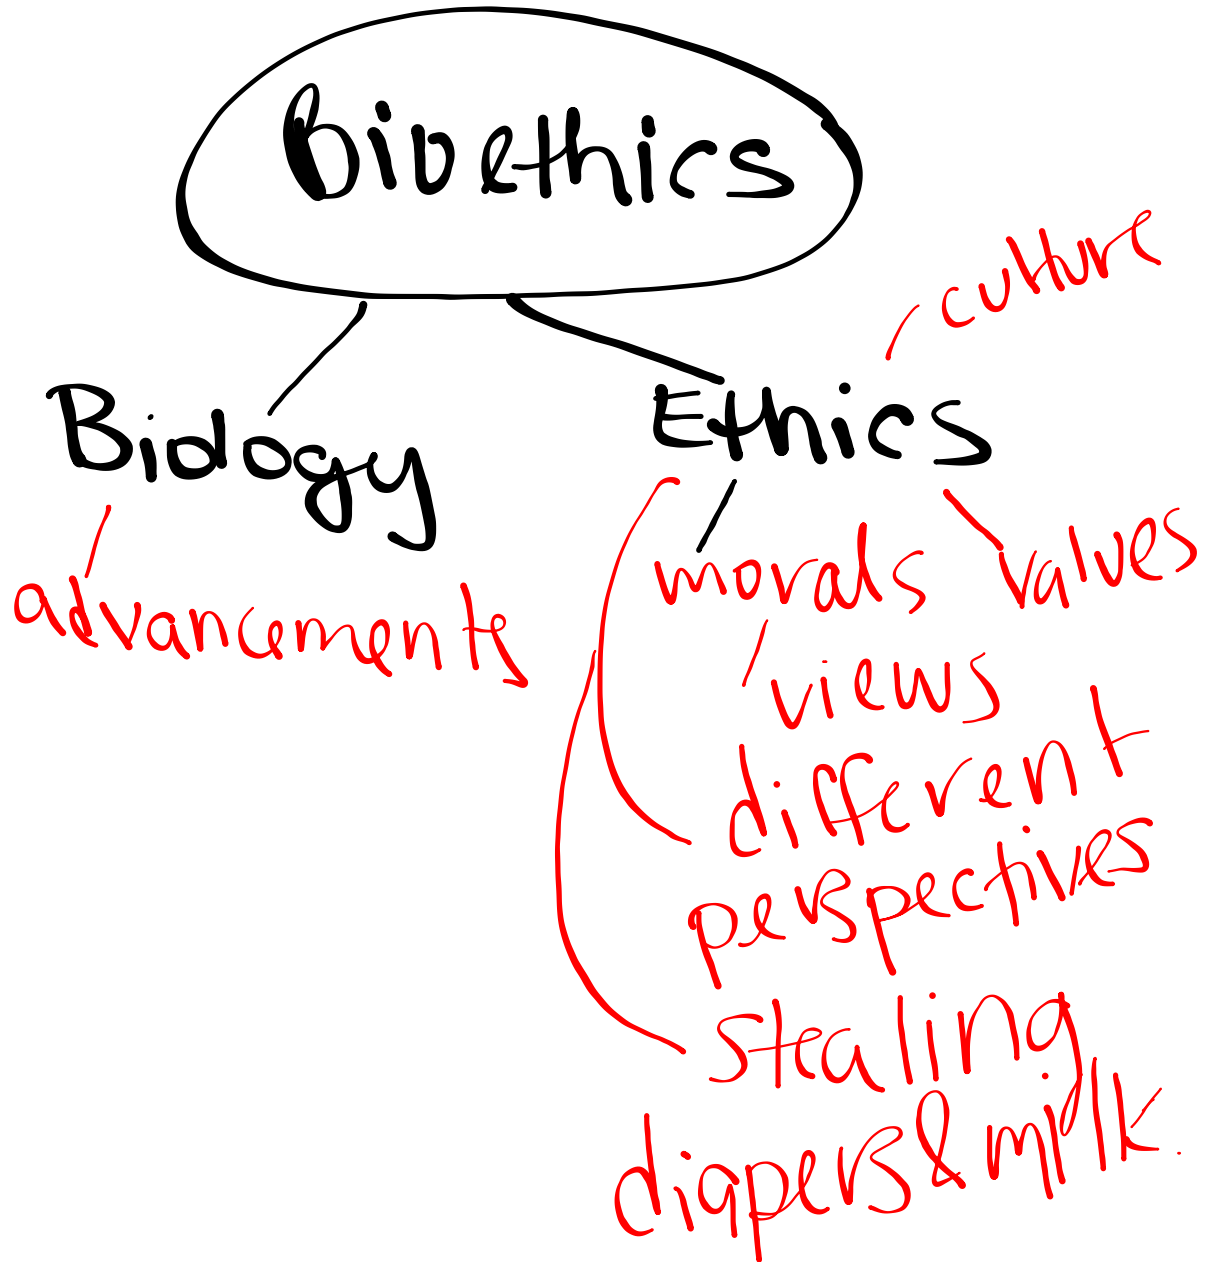 Bioethics
culture
Biology
Ethics
advancements
morals
values
views
different
perspectives
stealing
diapers & milk.